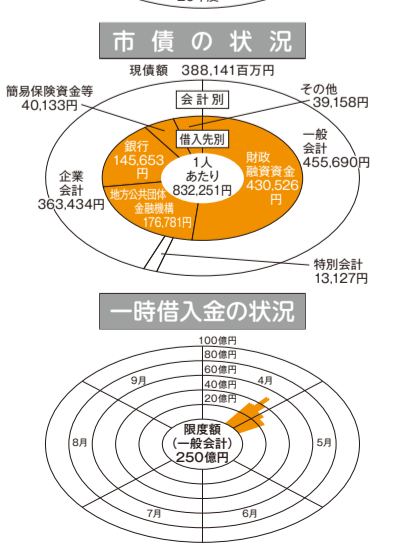 市債の状況
現債額 388,141百万円
簡易保険資金等
40,133円
会計別
その他
39,158円
借入先別
銀行
145,653
円
1人
あたり
832,251円
財政
融資資金
430,526
円
一般
会計
455,690円
企業
会計
363,434円
地方公共団体
金融機構
176,781円
特別会計
13,127円
一時借入金の状況
100億円
80億円
60億円
40億円
20億円
9月
4月
8月
限度額
(一般会計)
250億円
5月
7月
6月